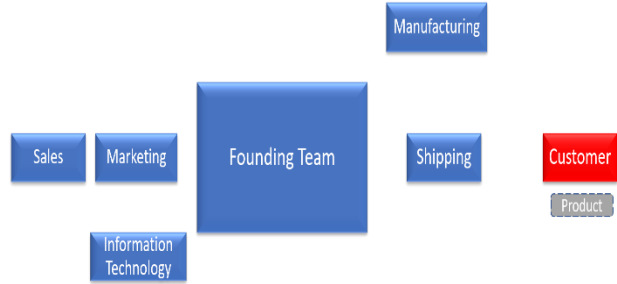 Manufacturing
Sales
Marketing
Founding Team
Shipping
Customer
Product
Information
Technology